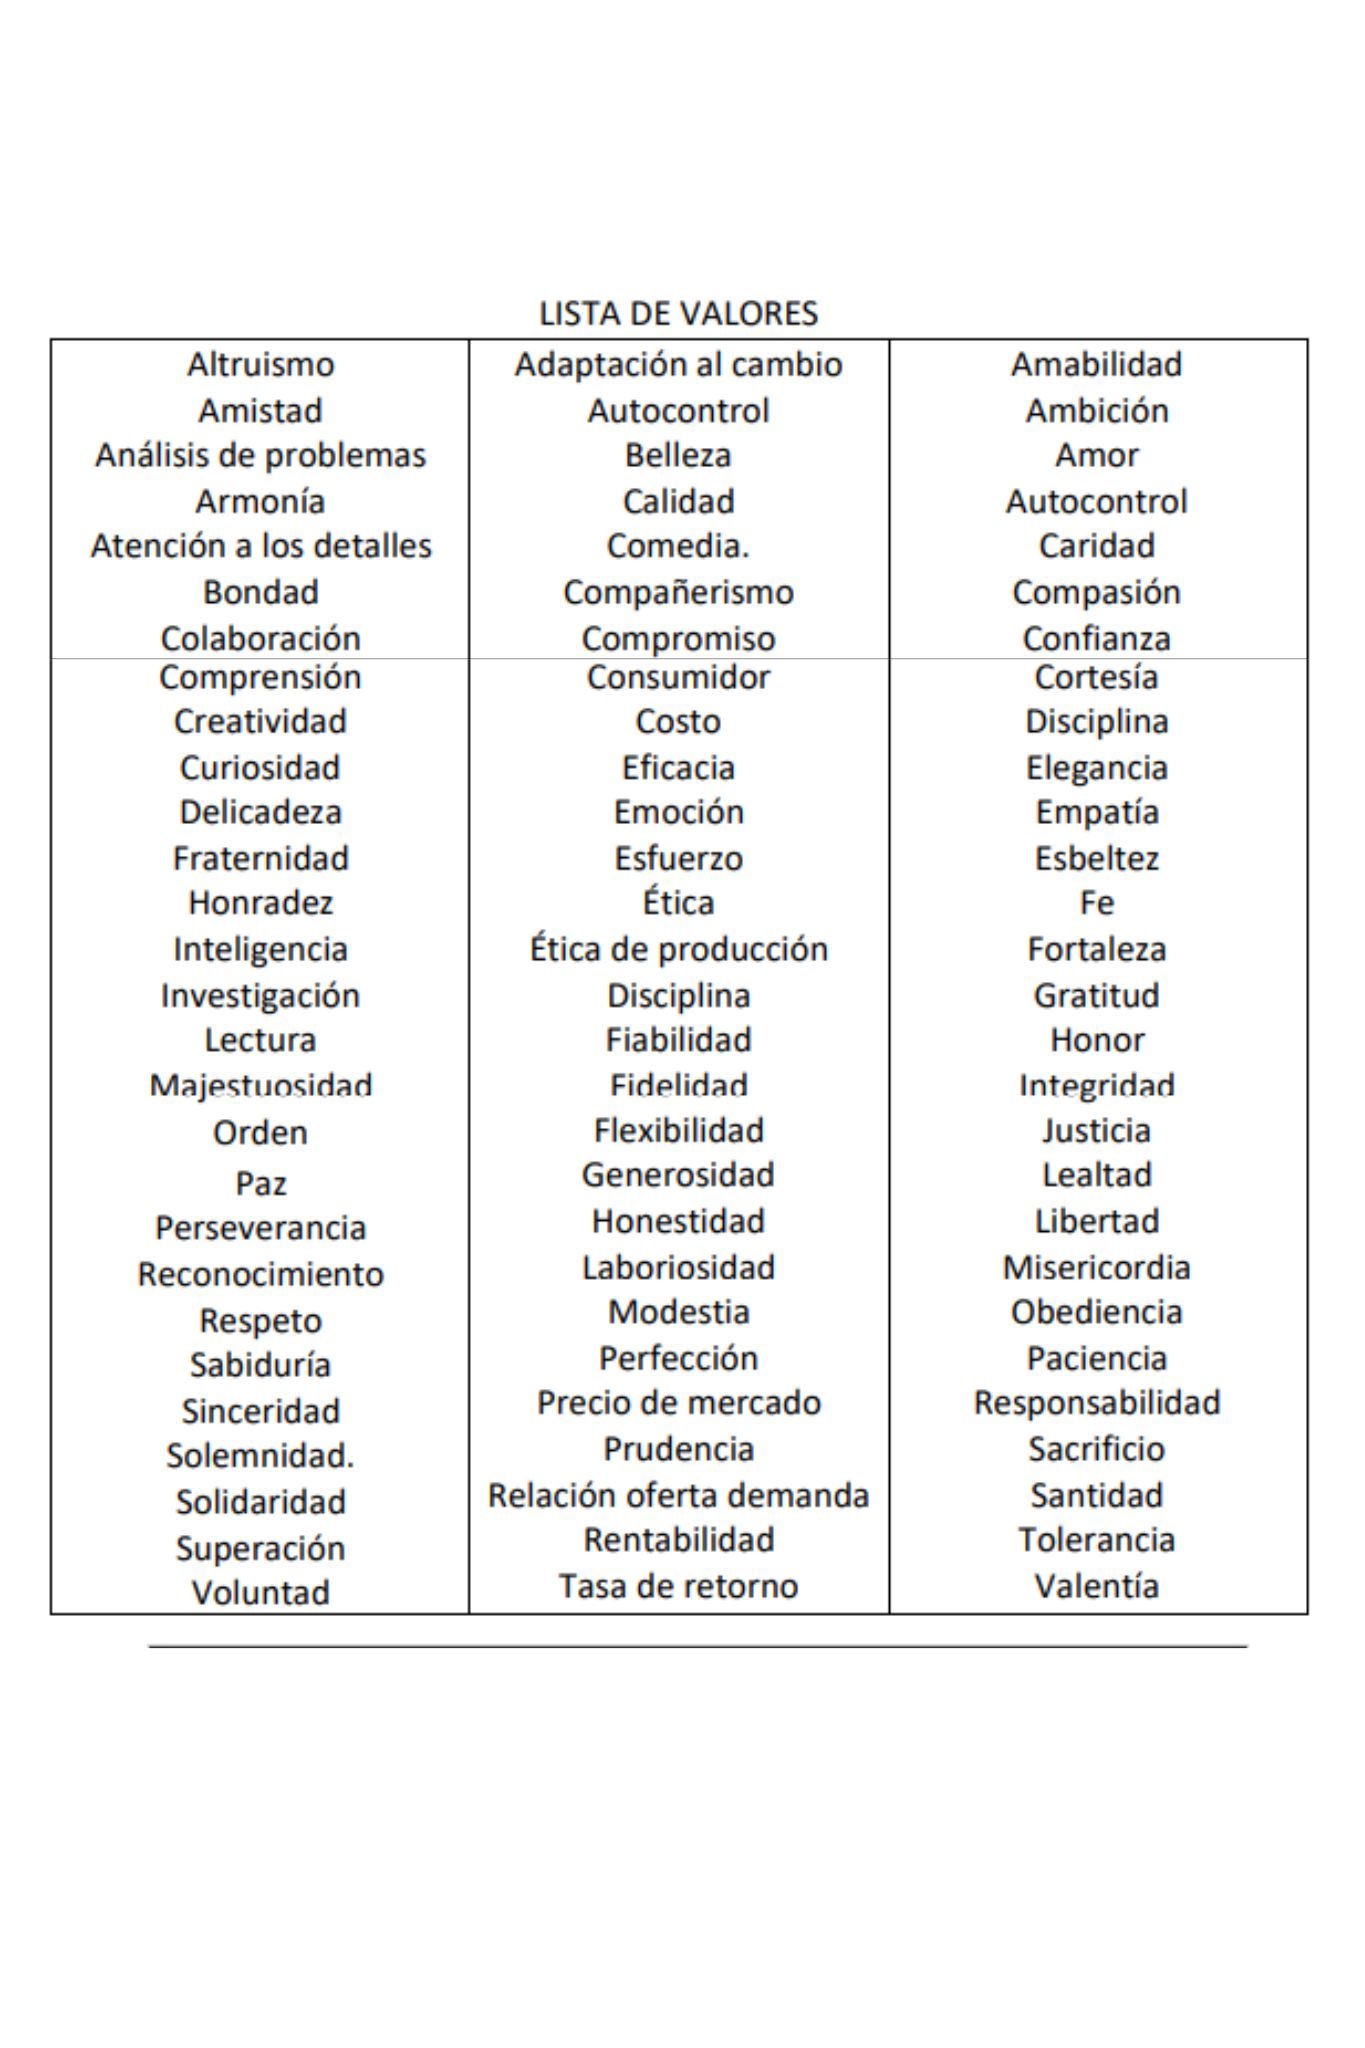 LISTA DE VALORES
Altruismo
Amistad
Análisis de problemas
Armonía
Atención a los detalles
Bondad
Colaboración
Comprensión
Creatividad
Curiosidad
Delicadeza
Fraternidad
Honradez
Inteligencia
Investigación
Lectura
Majestuosidad
Orden
Paz
Perseverancia
Reconocimiento
Respeto
Sabiduría
Sinceridad
Solemnidad.
Solidaridad
Superación
Voluntad
Adaptación al cambio
Autocontrol
Belleza
Calidad
Comedia.
Compañerismo
Compromiso
Consumidor
Costo
Eficacia
Emoción
Esfuerzo
Ética
Ética de producción
Disciplina
Fiabilidad
Fidelidad
Flexibilidad
Generosidad
Honestidad
Laboriosidad
Modestia
Perfección
Precio de mercado
Prudencia
Relación oferta demanda
Rentabilidad
Tasa de retorno
Amabilidad
Ambición
Amor
Autocontrol
Caridad
Compasión
Confianza
Cortesía
Disciplina
Elegancia
Empatía
Esbeltez
Fe
Fortaleza
Gratitud
Honor
Integridad
Justicia
Lealtad
Libertad
Misericordia
Obediencia
Paciencia
Responsabilidad
Sacrificio
Santidad
Tolerancia
Valentía